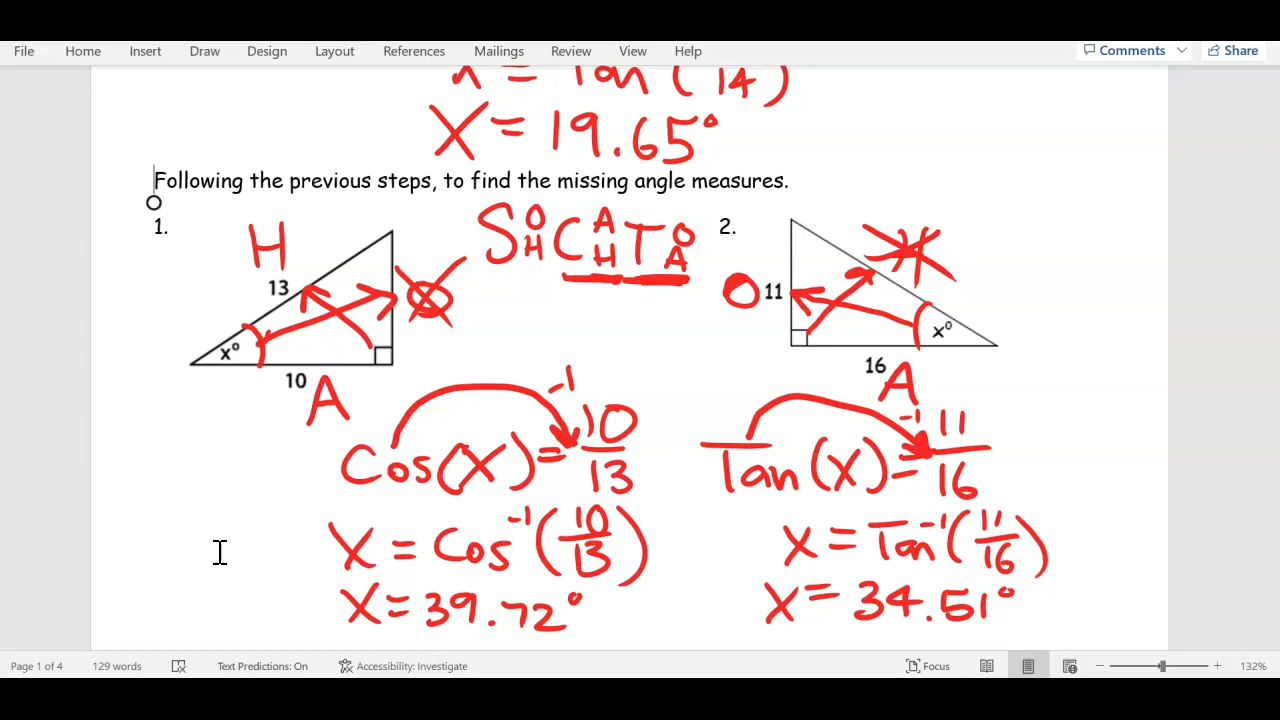 File Home Insert Draw Design Layout References Mailings Review View Help Comments Share
X = Tan ( 14 )
X = 19.65°
Following the previous steps, to find the missing angle measures.
1.
H
13
x°
10
A
O
S O H C A H T O A
2.
H
O 11
x°
16
A
Cos(X) = -1 10/13
X = Cos-1 (10/13)
X = 39.72°
Tan(X) = -1 11/16
X = Tan-1 (11/16)
X = 34.51°
Page 1 of 4 129 words Text Predictions: On Accessibility: Investigate Focus 132%